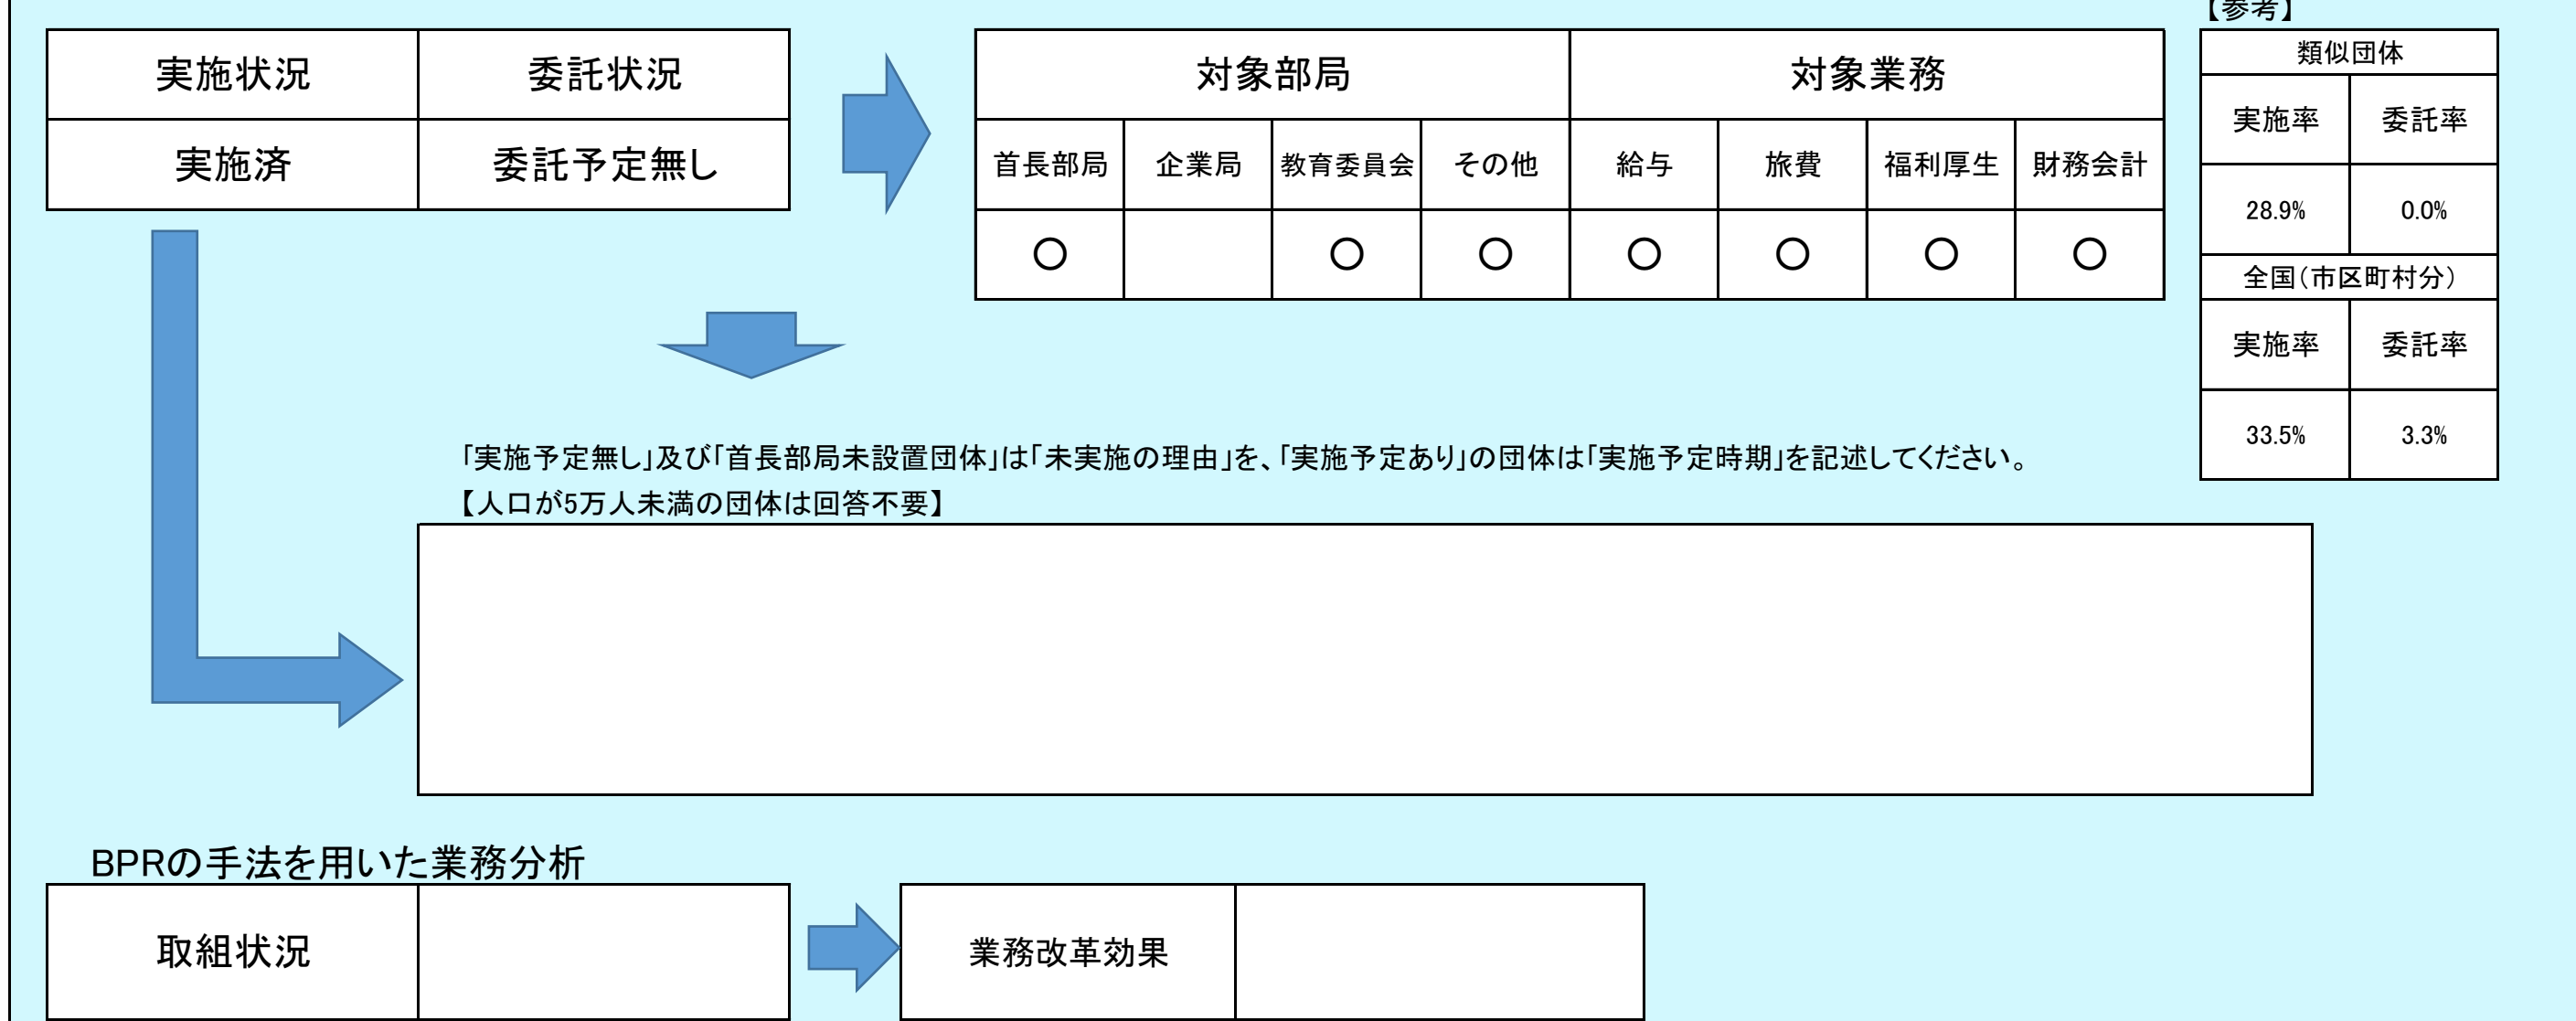 【参考】
実施状況 委託状況
実施済 委託予定無し
対象部局 対象業務
首長部局 企業局 教育委員会 その他 給与 旅費 福利厚生 財務会計
○ ○ ○ ○ ○ ○ ○
類似団体
実施率 委託率
28.9% 0.0%
全国（市区町村分）
実施率 委託率
33.5% 3.3%
「実施予定無し」及び「首長部局未設置団体」は「未実施の理由」を、「実施予定あり」の団体は「実施予定時期」を記述してください。
【人口が5万人未満の団体は回答不要】
BPRの手法を用いた業務分析
取組状況
業務改革効果